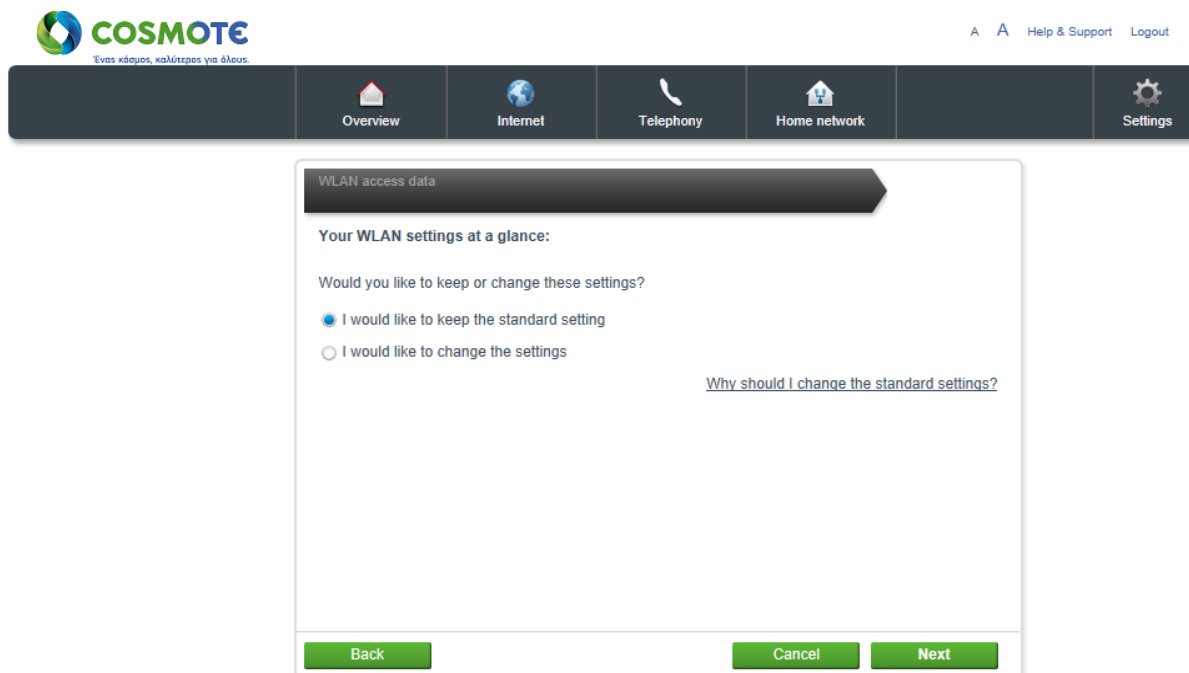 COSMOTE
Ένας κόσμος, καλύτερος για όλους.
A A Help & Support Logout
Overview Internet Telephony Home network Settings
WLAN access data
Your WLAN settings at a glance:
Would you like to keep or change these settings?
I would like to keep the standard setting
I would like to change the settings
Why should I change the standard settings?
Back Cancel Next